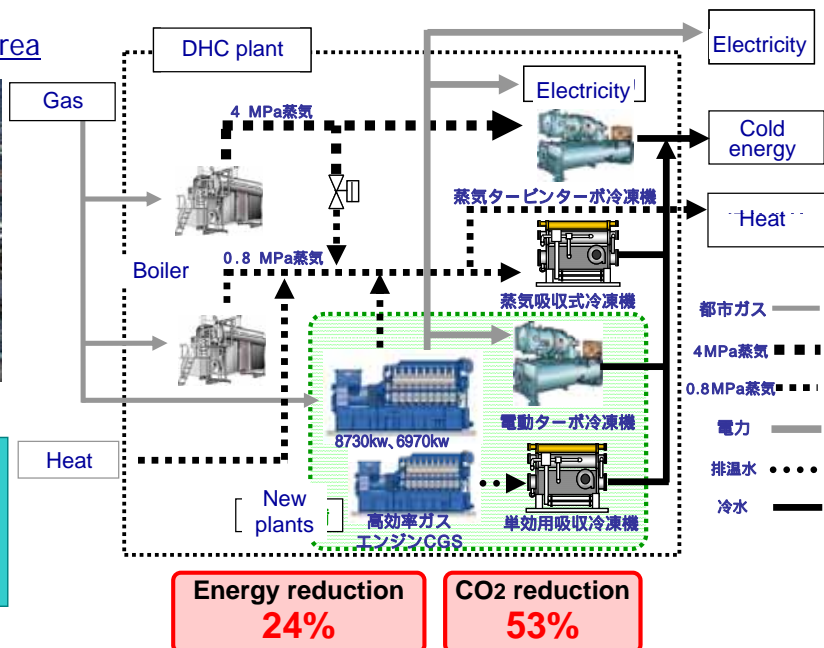 rea
DHC plant
Electricity
Gas
Electricity
4 MPa蒸気
Cold
energy
蒸気タービンターボ冷凍機
Heat
Boiler
0.8 MPa蒸気
蒸気吸収式冷凍機
都市ガス
4MPa蒸気
0.8MPa蒸気
電動ターボ冷凍機
8730kw、6970kw
電力
Heat
排温水
New
plants
高効率ガス
エンジンCGS
単効用吸収冷凍機
冷水
Energy reduction
24%
CO2 reduction
53%